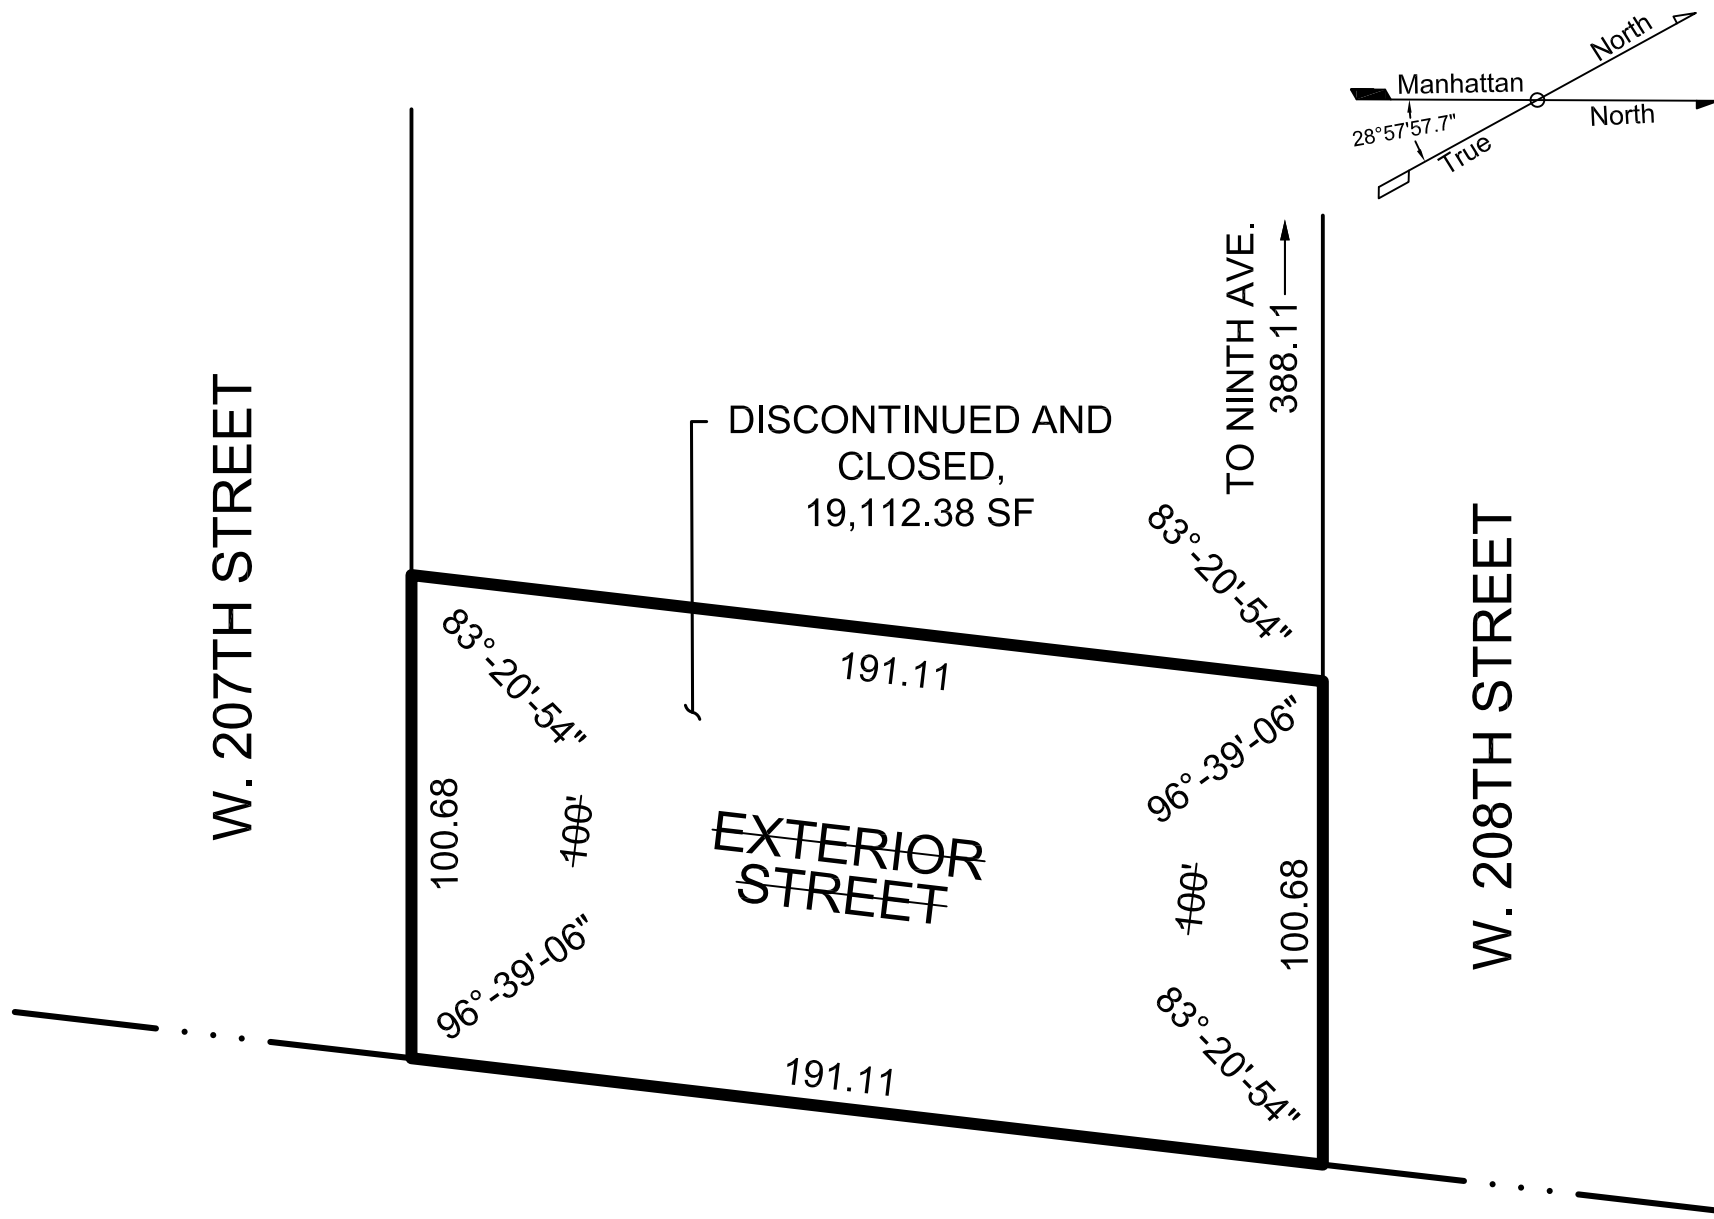 North
Manhattan
North
28°57'57.7"
True
TO NINTH AVE.
388.11
DISCONTINUED AND
CLOSED,
19,112.38 SF
W. 207TH STREET
W. 208TH STREET
83°-20'-54"
83°-20'-54"
191.11
96°-39'-06"
100.68
100'
EXTERIOR
STREET
100'
100.68
96°-39'-06"
83°-20'-54"
191.11